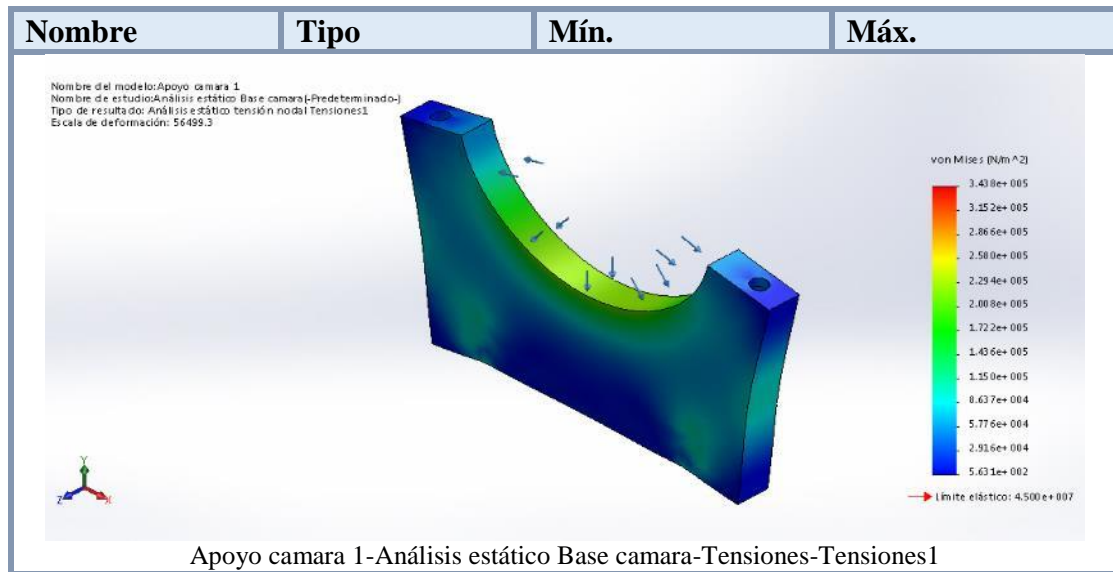 Nombre Tipo Mín. Máx.
Nombre del modelo:Apoyo camara 1
Nombre de estudio:Análisis estático Base camara(-Predeterminado-)
Tipo de resultado: Análisis estático tensión nodal Tensiones1
Escala de deformación: 56499.3
von Mises (N/m^2)
3.438e+005
3.152e+005
2.866e+005
2.580e+005
2.294e+005
2.008e+005
1.722e+005
1.436e+005
1.150e+005
8.637e+004
5.776e+004
2.916e+004
5.631e+002
Límite elástico: 4.500e+007
Y
Z X
Apoyo camara 1-Análisis estático Base camara-Tensiones-Tensiones1